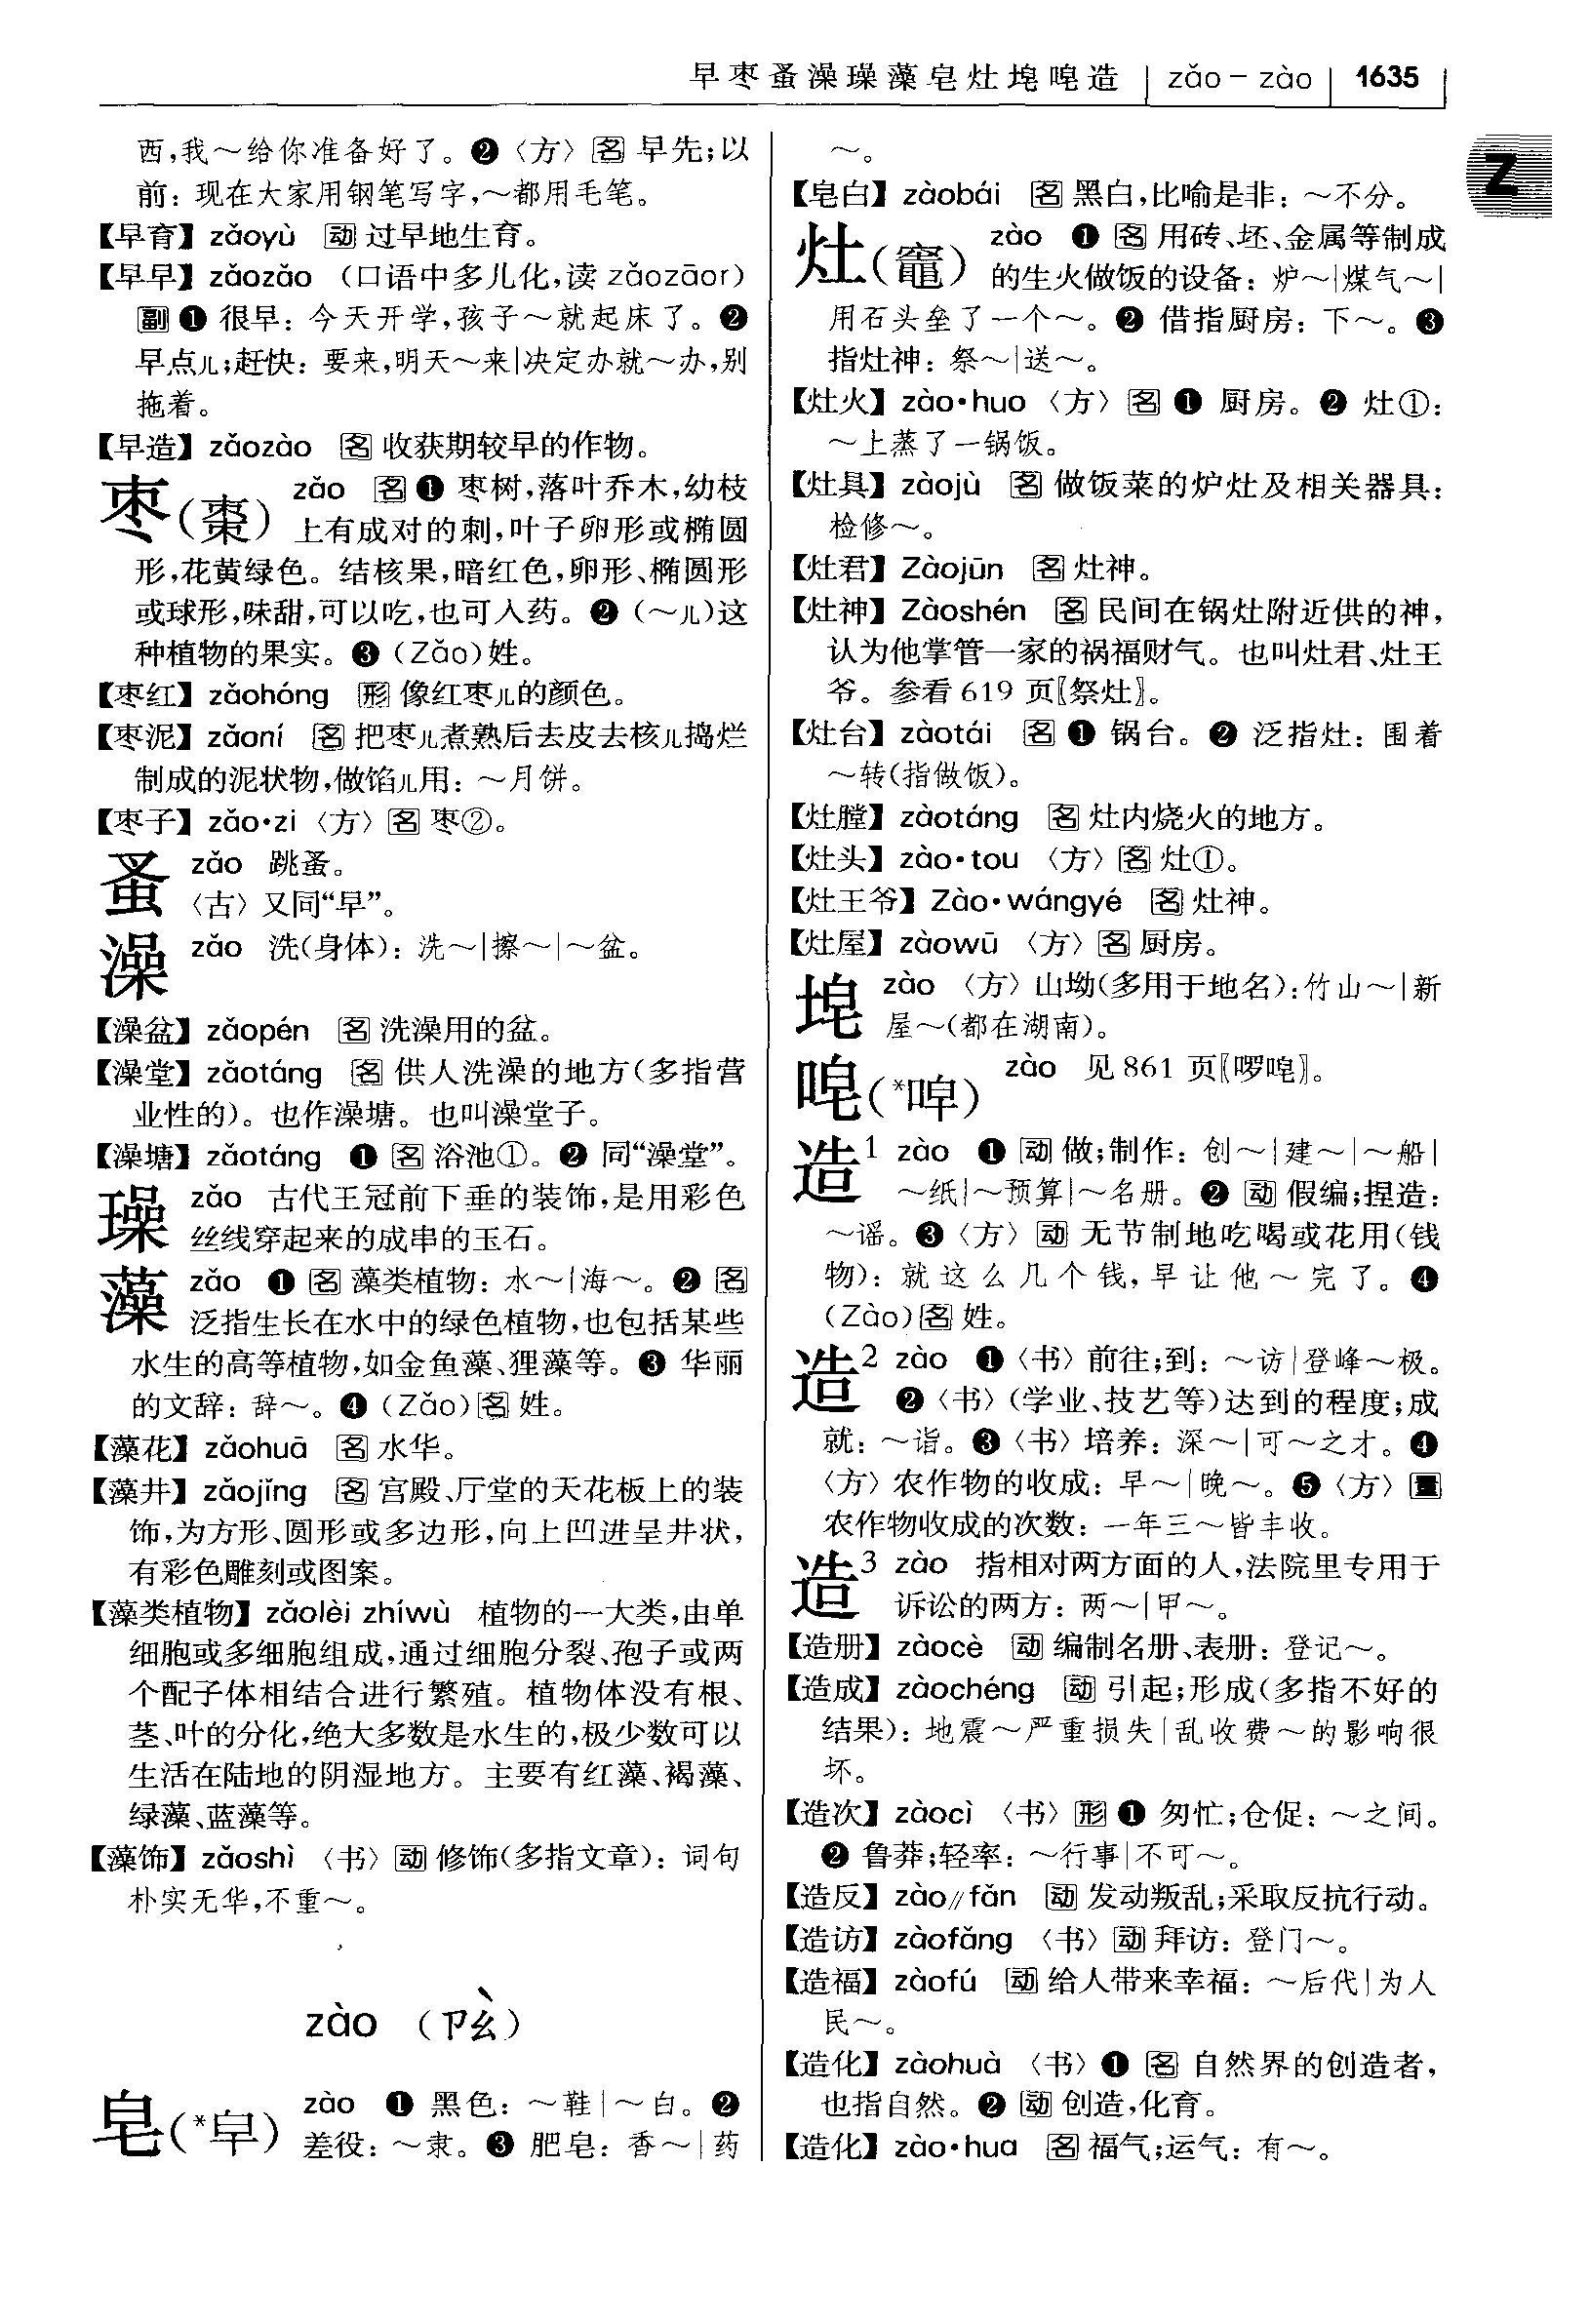 早枣蚤澡璪藻皂灶埕唣造 | zǎo－zào | 1635
Z
西,我～给你准备好了。❷〈方〉名 早先;以
前：现在大家用钢笔写字,～都用毛笔。
【早育】zǎoyù 动 过早地生育。
【早早】zǎozǎo （口语中多儿化,读 zǎozāor）
副 ❶ 很早：今天开学,孩子～就起床了。❷
早点儿;赶快：要来,明天～来|决定办就～办,别
拖着。
【早造】zǎozào 名 收获期较早的作物。
枣(棗) zǎo 名 ❶ 枣树,落叶乔木,幼枝
上有成对的刺,叶子卵形或椭圆
形,花黄绿色。结核果,暗红色,卵形、椭圆形
或球形,味甜,可以吃,也可入药。❷（～儿）这
种植物的果实。❸（Zǎo）姓。
【枣红】zǎohóng 形 像红枣儿的颜色。
【枣泥】zǎoní 名 把枣儿煮熟后去皮去核儿捣烂
制成的泥状物,做馅儿用：～月饼。
【枣子】zǎo·zi〈方〉名 枣②。
蚤 zǎo 跳蚤。
〈古〉又同“早”。
澡 zǎo 洗(身体)：洗～|擦～|～盆。
【澡盆】zǎopén 名 洗澡用的盆。
【澡堂】zǎotáng 名 供人洗澡的地方(多指营
业性的)。也作澡塘。也叫澡堂子。
【澡塘】zǎotáng ❶ 名 浴池①。❷ 同“澡堂”。
璪 zǎo 古代王冠前下垂的装饰,是用彩色
丝线穿起来的成串的玉石。
藻 zǎo ❶ 名 藻类植物：水～|海～。❷ 名
泛指生长在水中的绿色植物,也包括某些
水生的高等植物,如金鱼藻、狸藻等。❸ 华丽
的文辞：辞～。❹（Zǎo）名 姓。
【藻花】zǎohuā 名 水华。
【藻井】zǎojǐng 名 宫殿、厅堂的天花板上的装
饰,为方形、圆形或多边形,向上凹进呈井状,
有彩色雕刻或图案。
【藻类植物】zǎolèi zhíwù 植物的一大类,由单
细胞或多细胞组成,通过细胞分裂、孢子或两
个配子体相结合进行繁殖。植物体没有根、
茎、叶的分化,绝大多数是水生的,极少数可以
生活在陆地的阴湿地方。主要有红藻、褐藻、
绿藻、蓝藻等。
【藻饰】zǎoshì 〈书〉动 修饰(多指文章)：词句
朴实无华,不重～。
zào （ㄗㄠˋ）
皂(*皁) zào ❶ 黑色：～鞋|～白。❷
差役：～隶。❸ 肥皂：香～|药
～。
【皂白】zàobái 名 黑白,比喻是非：～不分。
灶(竈) zào ❶ 名 用砖、坯、金属等制成
的生火做饭的设备：炉～|煤气～|
用石头垒了一个～。❷ 借指厨房：下～。❸
指灶神：祭～|送～。
【灶火】zào·huo〈方〉名 ❶ 厨房。❷ 灶①：
～上蒸了一锅饭。
【灶具】zàojù 名 做饭菜的炉灶及相关器具：
检修～。
【灶君】Zàojūn 名 灶神。
【灶神】Zàoshén 名 民间在锅灶附近供的神,
认为他掌管一家的祸福财气。也叫灶君、灶王
爷。参看 619 页〖祭灶〗。
【灶台】zàotái 名 ❶ 锅台。❷ 泛指灶：围着
～转(指做饭)。
【灶膛】zàotáng 名 灶内烧火的地方。
【灶头】zào·tou 〈方〉名 灶①。
【灶王爷】Zào·wángyé 名 灶神。
【灶屋】zàowū 〈方〉名 厨房。
唣 zào 〈方〉山坳(多用于地名)：竹山～|新
屋～(都在湖南)。
唣(*唕) zào 见 861 页〖啰唣〗。
造¹ zào ❶ 动 做;制作：创～|建～|～船|
～纸|～预算|～名册。❷ 动 假编;捏造：
～谣。❸〈方〉动 无节制地吃喝或花用(钱
物)：就这么几个钱,早让他～完了。❹
（Zào）名 姓。
造² zào ❶〈书〉前往;到：～访|登峰～极。
❷〈书〉(学业、技艺等)达到的程度;成
就：～诣。❸〈书〉培养：深～|可～之才。❹
〈方〉农作物的收成：早～|晚～。❺〈方〉量
农作物收成的次数：一年三～皆丰收。
造³ zào 指相对两方面的人,法院里专用于
诉讼的两方：两～|甲～。
【造册】zàocè 动 编制名册、表册：登记～。
【造成】zàochéng 动 引起;形成(多指不好的
结果)：地震～严重损失|乱收费～的影响很
坏。
【造次】zàocì 〈书〉形 ❶ 匆忙;仓促：～之间。
❷ 鲁莽;轻率：～行事|不可～。
【造反】zào∥fǎn 动 发动叛乱;采取反抗行动。
【造访】zàofǎng 〈书〉动 拜访：登门～。
【造福】zàofú 动 给人带来幸福：～后代|为人
民～。
【造化】zàohuà 〈书〉❶ 名 自然界的创造者,
也指自然。❷ 动 创造,化育。
【造化】zào·hua 名 福气;运气：有～。